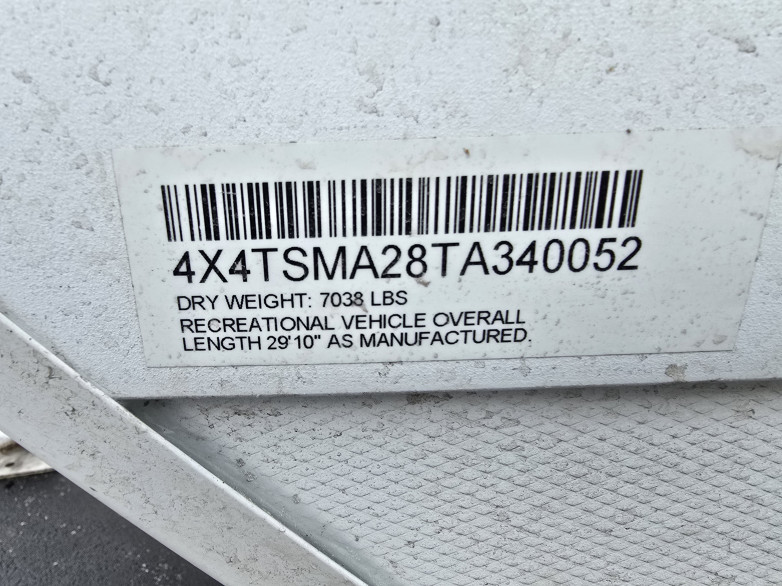 4X4TSMA28TA340052
DRY WEIGHT: 7038 LBS
RECREATIONAL VEHICLE OVERALL
LENGTH 29'10" AS MANUFACTURED.